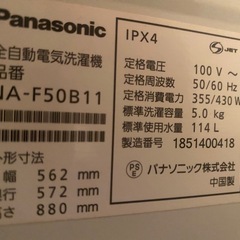 Panasonic
全自動電気洗濯機
品番
NA-F50B11
外形寸法
幅 562 mm
奥行 572 mm
高さ 880 mm
IPX4
JET
定格電圧 100 V～
定格周波数 50/60 Hz
定格消費電力 355/430 W
標準洗濯容量 5.0 kg
標準使用水量 114 L
製造番号 1851400418
PS E パナソニック株式会社
中国製